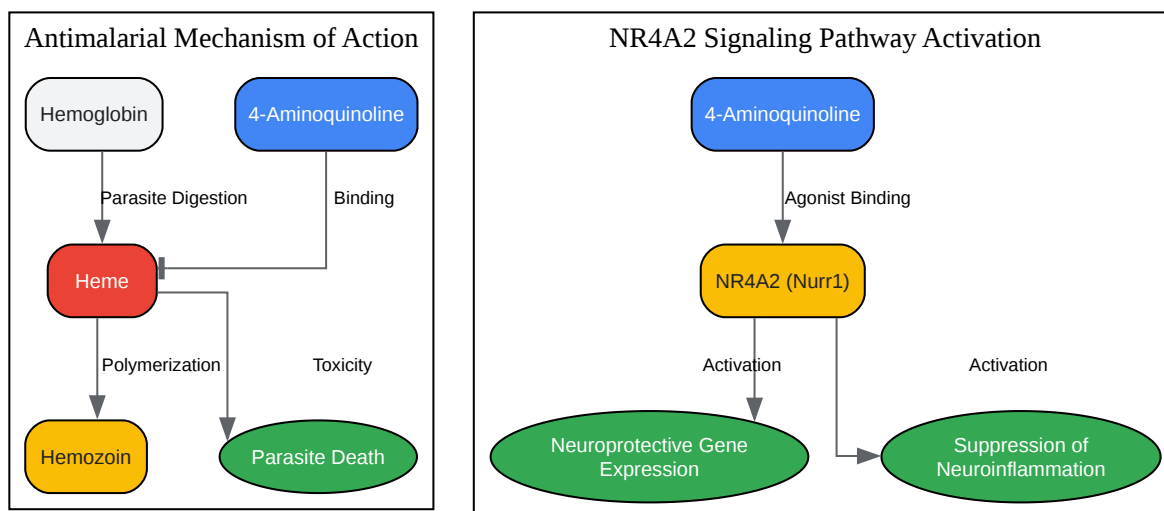 Antimalarial Mechanism of Action
Hemoglobin
4-Aminoquinoline
Parasite Digestion
Binding
Heme
Polymerization
Toxicity
Hemozoin
Parasite Death
NR4A2 Signaling Pathway Activation
4-Aminoquinoline
Agonist Binding
NR4A2 (Nurr1)
Activation
Activation
Neuroprotective Gene
Expression
Suppression of
Neuroinflammation